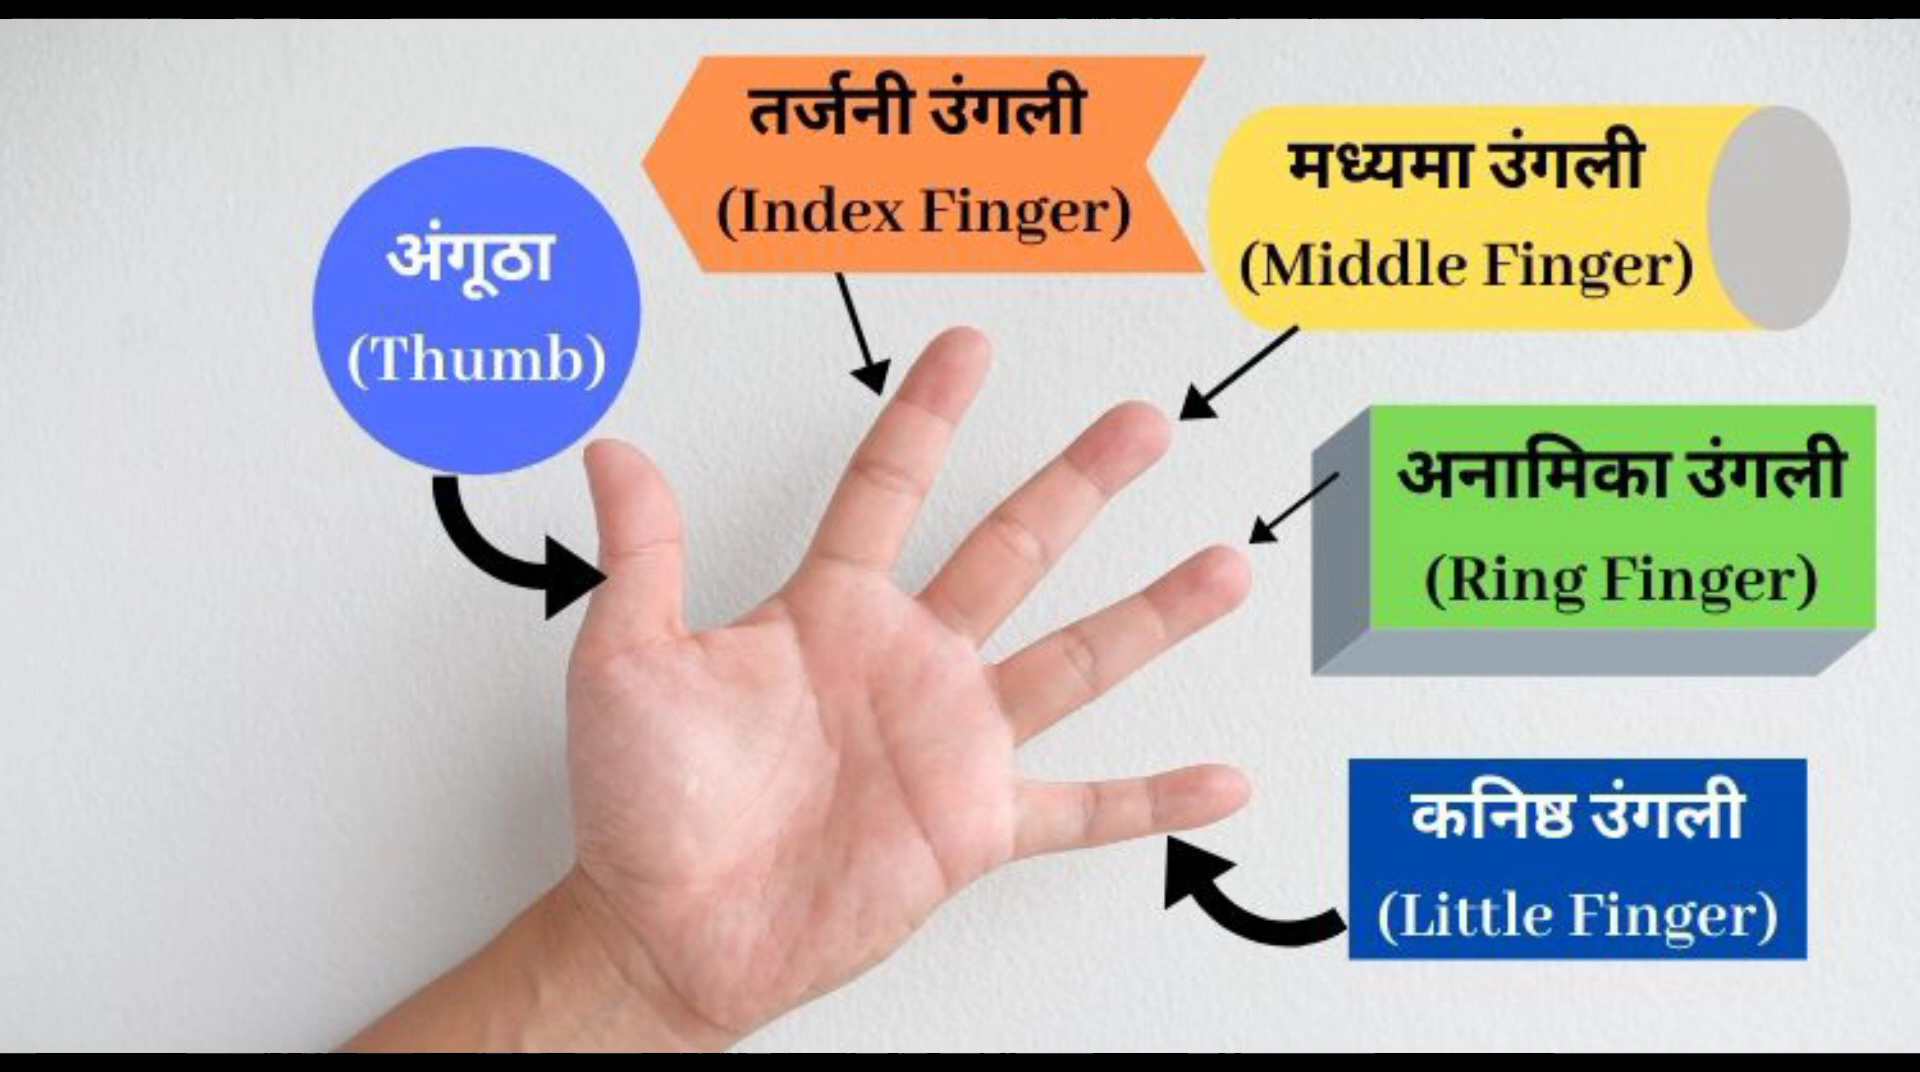 अंगूठा
(Thumb)
तर्जनी उंगली
(Index Finger)
मध्यमा उंगली
(Middle Finger)
अनामिका उंगली
(Ring Finger)
कनिष्ठ उंगली
(Little Finger)